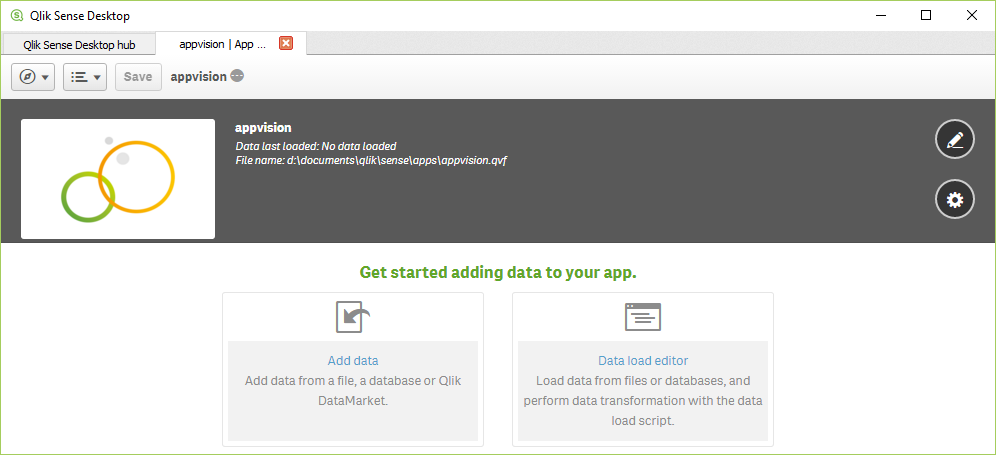 Qlik Sense Desktop
Qlik Sense Desktop hub
appvision | App ...
Save
appvision
appvision
Data last loaded: No data loaded
File name: d:\documents\qlik\sense\apps\appvision.qvf
Get started adding data to your app.
Add data
Add data from a file, a database or Qlik
DataMarket.
Data load editor
Load data from files or databases, and
perform data transformation with the data
load script.